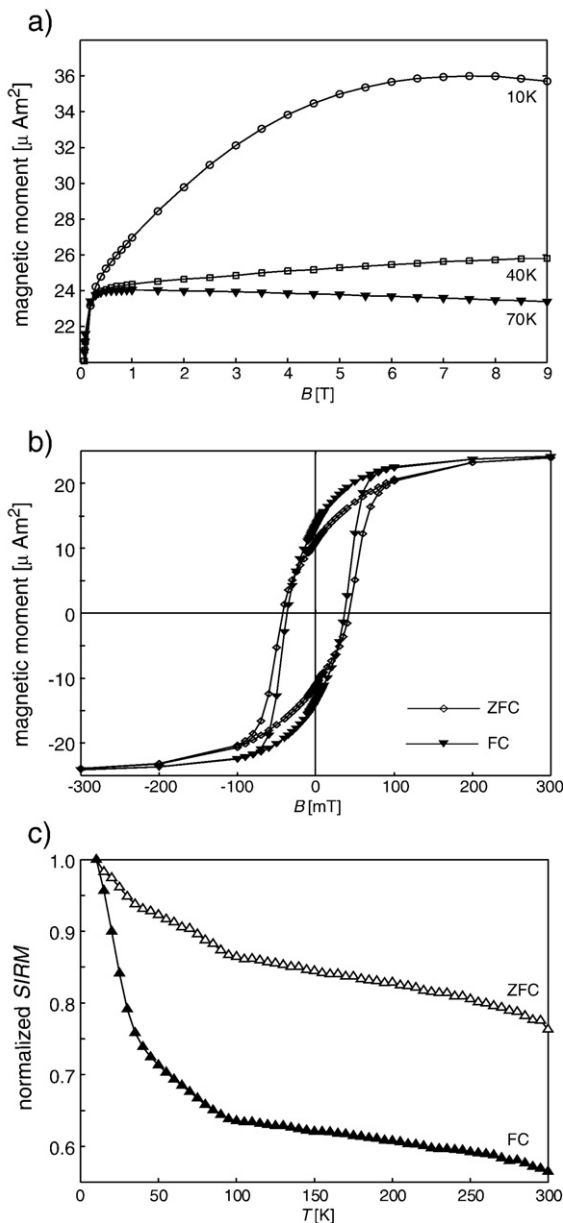 a)
magnetic moment [μ Am²]
36
34
32
30
28
26
24
22
10K
40K
70K
0 1 2 3 4 5 6 7 8 9
B [T]
b)
magnetic moment [μ Am²]
20
10
0
-10
-20
ZFC
FC
-300 -200 -100 0 100 200 300
B [mT]
c)
normalized SIRM
1.0
0.9
0.8
0.7
0.6
ZFC
FC
0 50 100 150 200 250 300
T [K]